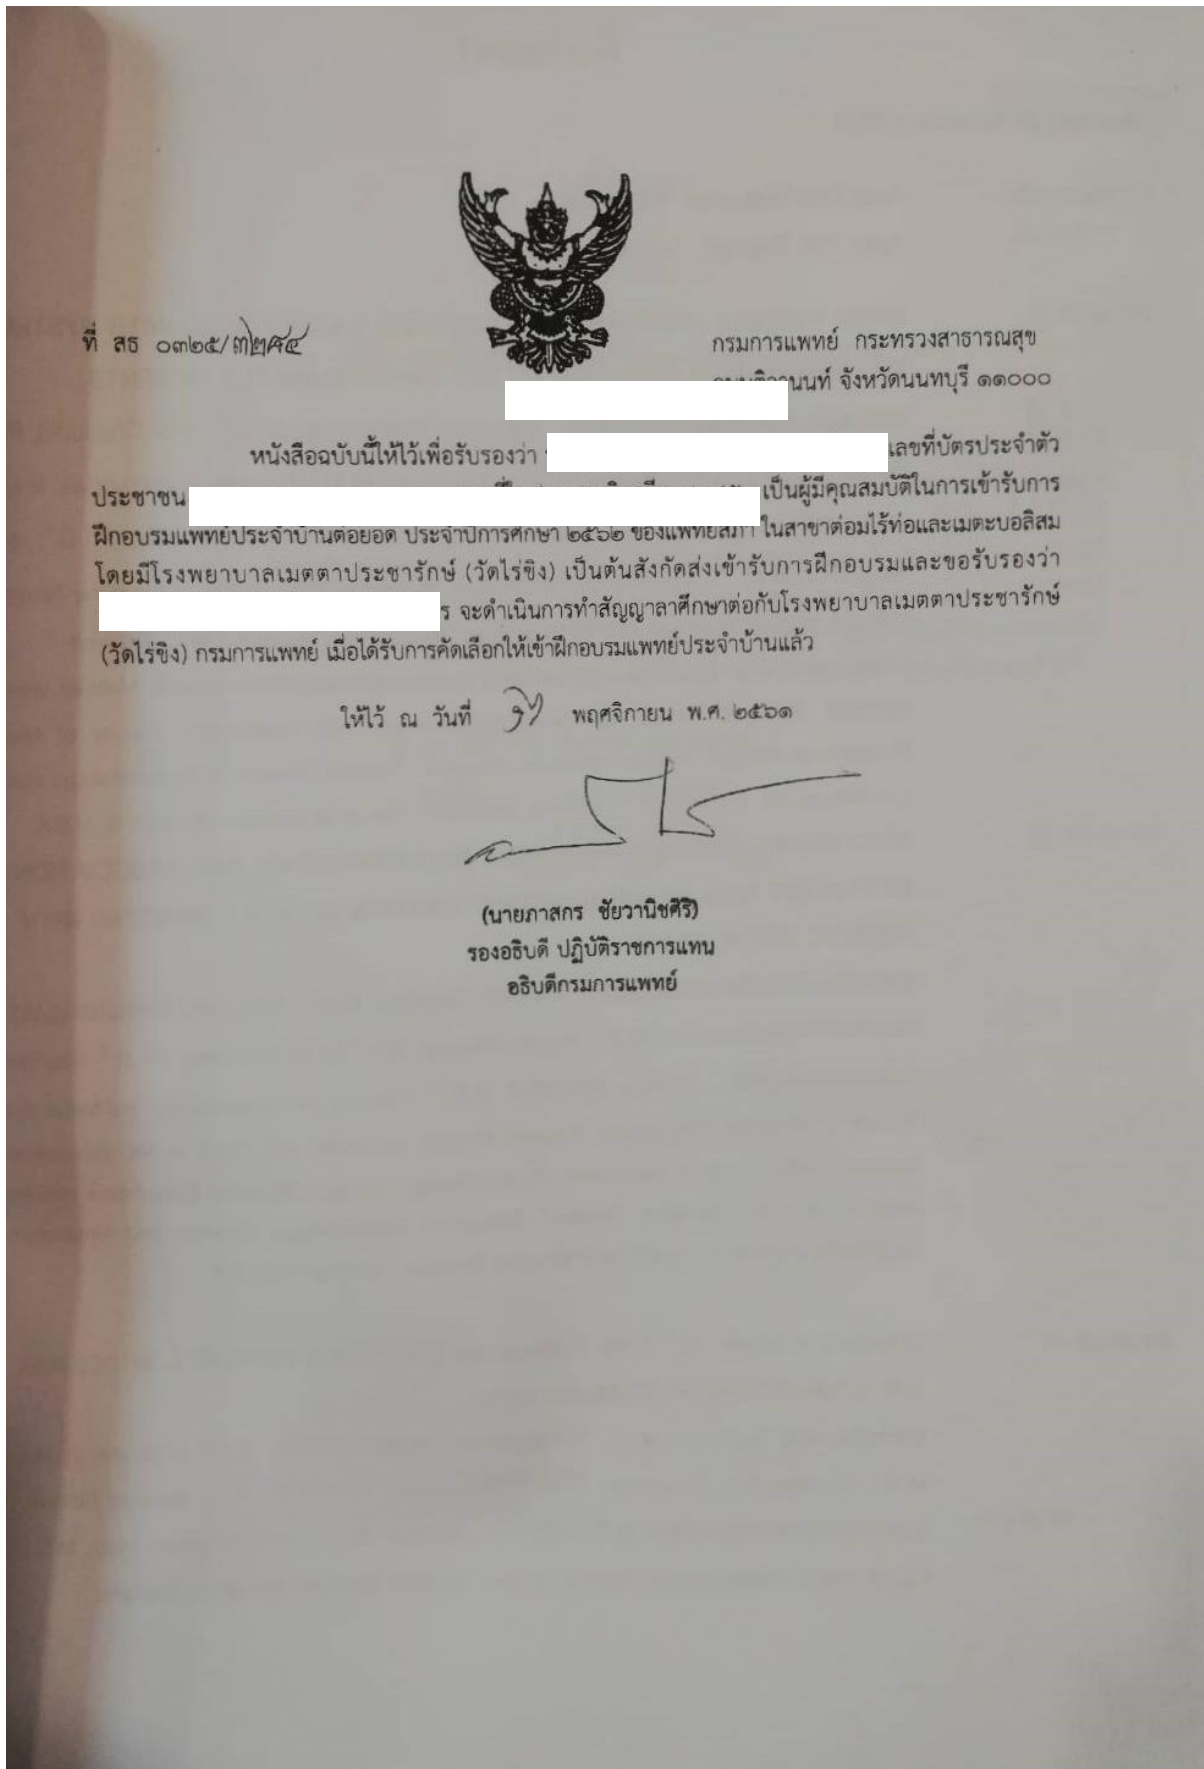 ที่ สธ ๐๓๒๕/๓๒๕๔
กรมการแพทย์ กระทรวงสาธารณสุข
จังหวัดนนทบุรี ๑๑๐๐๐
หนังสือฉบับนี้ให้ไว้เพื่อรับรองว่า เลขที่บัตรประจำตัว
ประชาชน เป็นผู้มีคุณสมบัติในการเข้ารับการ
ฝึกอบรมแพทย์ประจำบ้านต่อยอด ประจำปีการศึกษา ๒๕๖๒ ของแพทยสภา ในสาขาต่อมไร้ท่อและเมตะบอลิสม
โดยมีโรงพยาบาลเมตตาประชารักษ์ (วัดไร่ขิง) เป็นต้นสังกัดส่งเข้ารับการฝึกอบรมและขอรับรองว่า
จะดำเนินการทำสัญญาลาศึกษาต่อกับโรงพยาบาลเมตตาประชารักษ์
(วัดไร่ขิง) กรมการแพทย์ เมื่อได้รับการคัดเลือกให้เข้าฝึกอบรมแพทย์ประจำบ้านแล้ว
ให้ไว้ ณ วันที่ พฤศจิกายน พ.ศ. ๒๕๖๑
(นายภาสกร ชัยวานิชศิริ)
รองอธิบดี ปฏิบัติราชการแทน
อธิบดีกรมการแพทย์